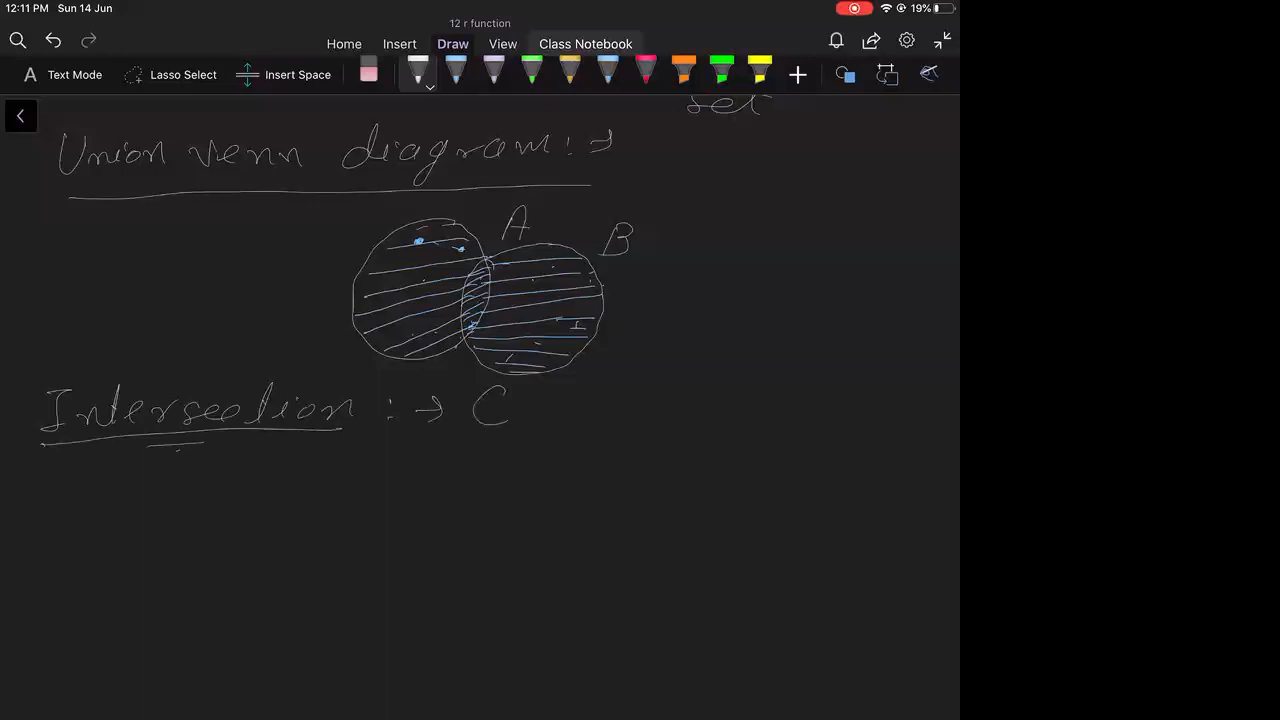 12:11 PM Sun 14 Jun 19%
12 r function
Home Insert Draw View Class Notebook
A Text Mode Lasso Select Insert Space
set
Union venn diagram :→
A
B
Intersection :→ C